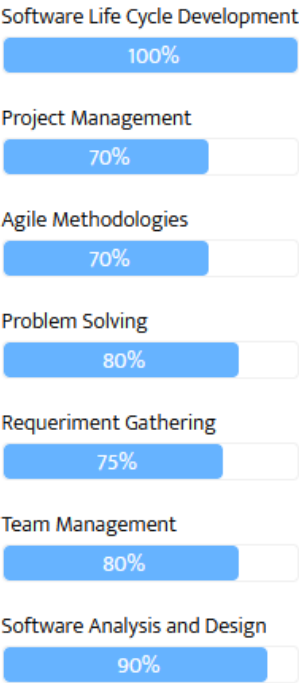 Software Life Cycle Development
100%
Project Management
70%
Agile Methodologies
70%
Problem Solving
80%
Requeriment Gathering
75%
Team Management
80%
Software Analysis and Design
90%